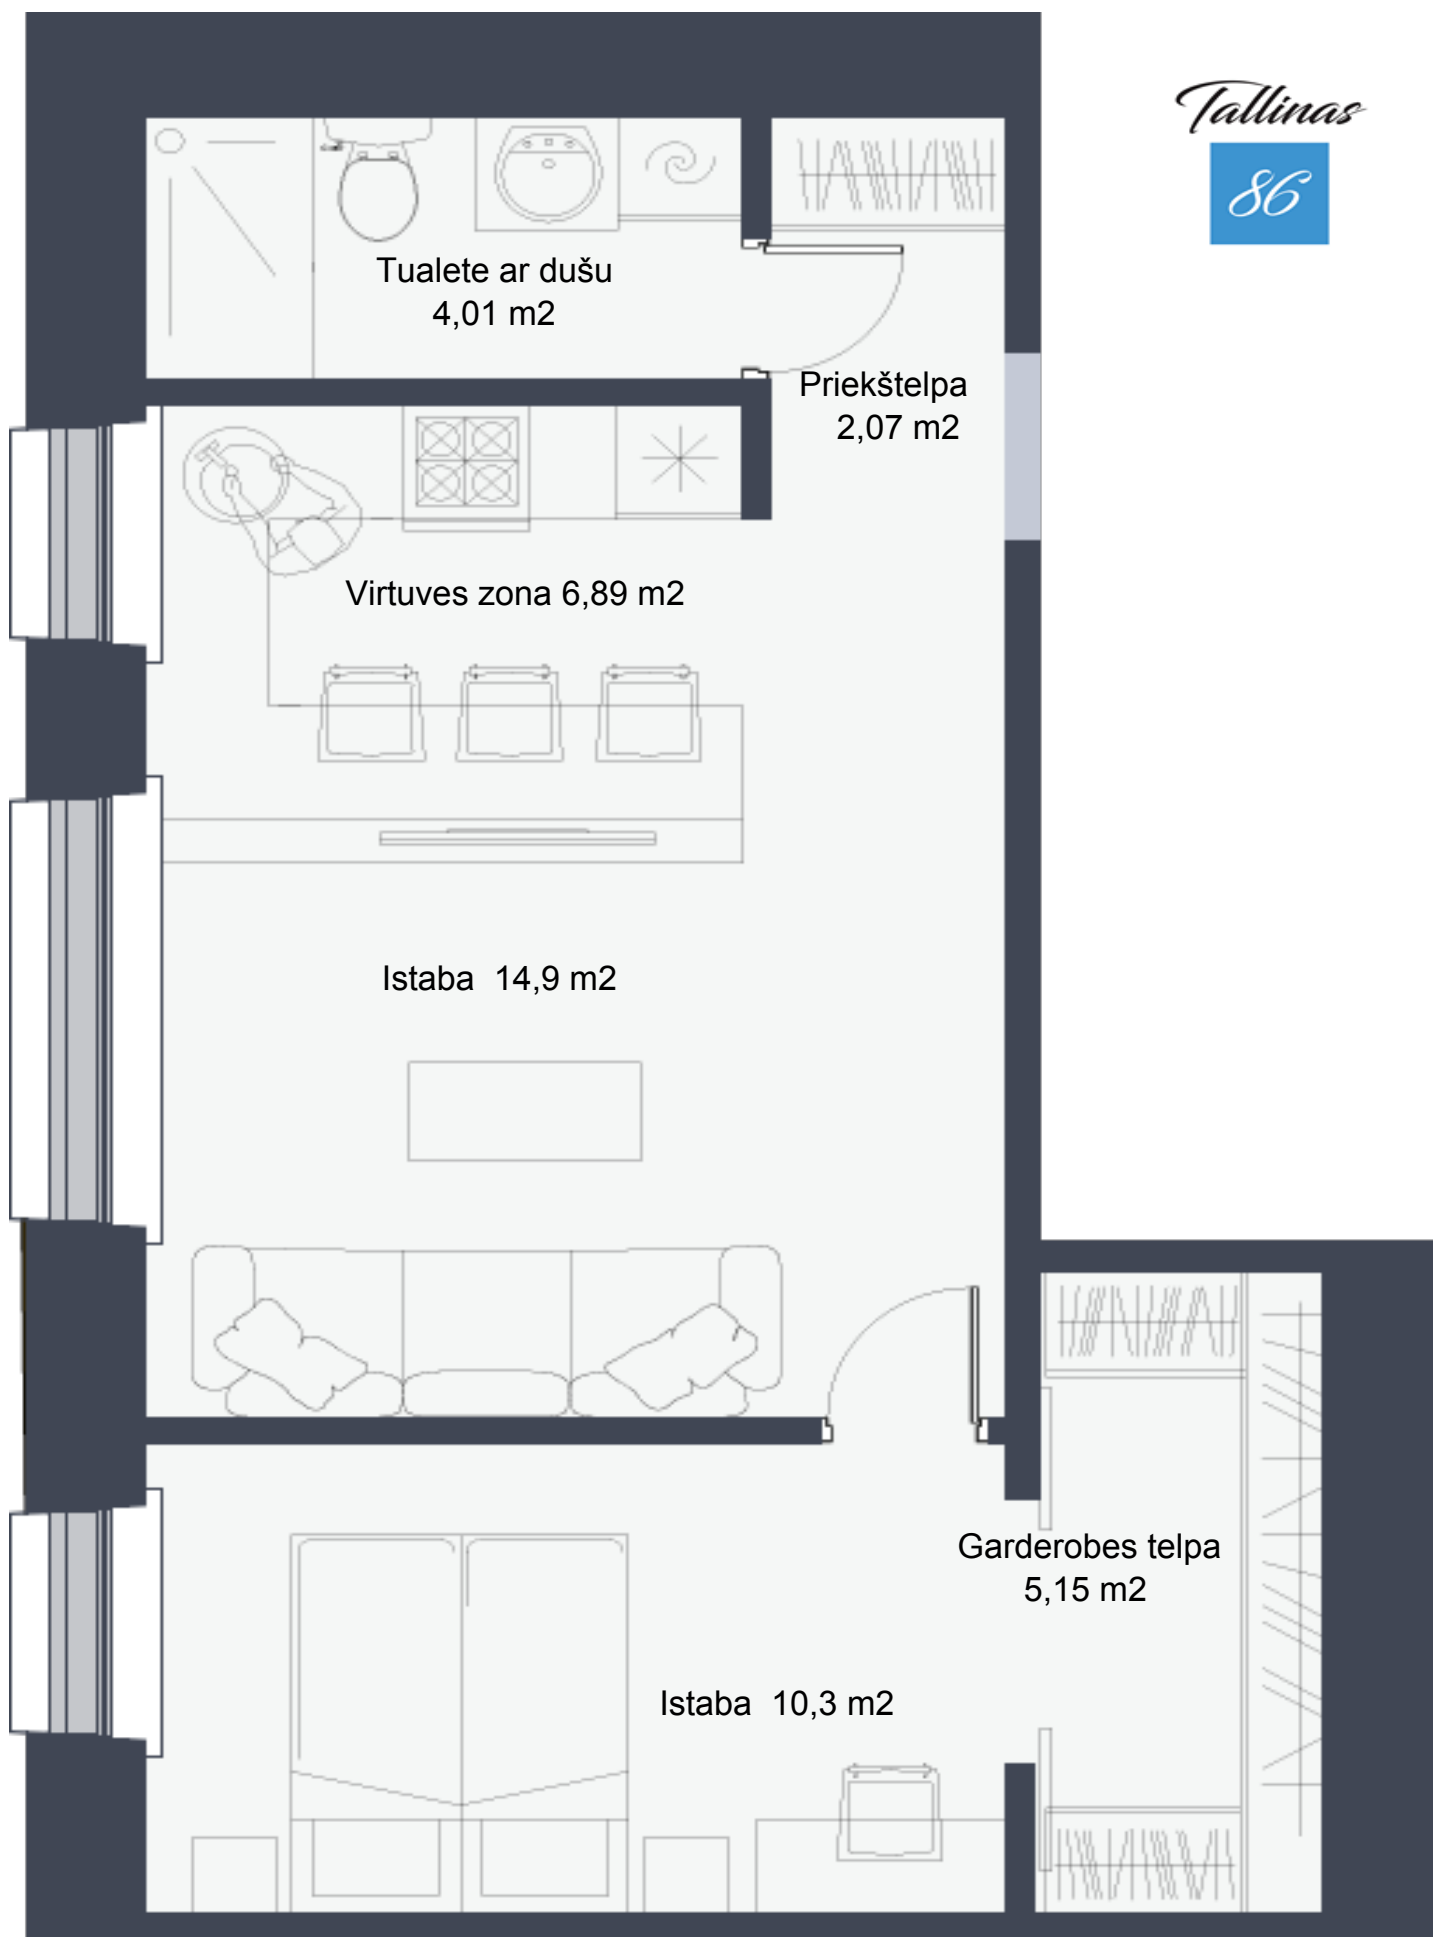 Tallinas
86
Tualete ar dušu
4,01 m2
Priekštelpa
2,07 m2
Virtuves zona 6,89 m2
Istaba  14,9 m2
Garderobes telpa
5,15 m2
Istaba  10,3 m2